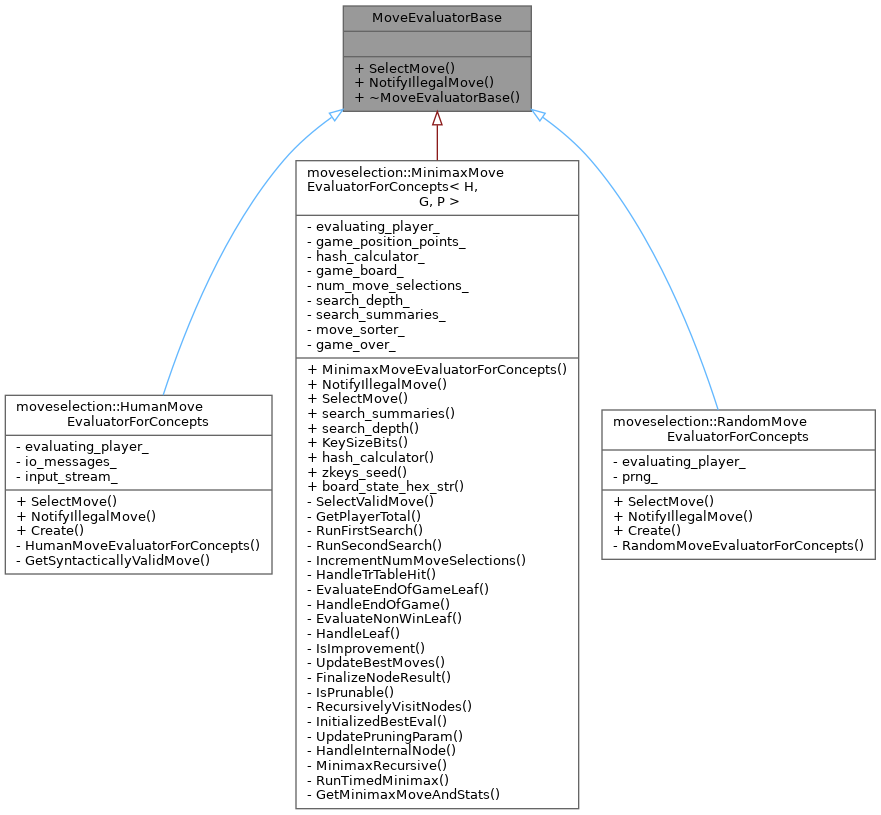 MoveEvaluatorBase
+ SelectMove()
+ NotifyIllegalMove()
+ ~MoveEvaluatorBase()
moveselection::MinimaxMove
EvaluatorForConcepts< H,
G, P >
- evaluating_player_
- game_position_points_
- hash_calculator_
- game_board_
- num_move_selections_
- search_depth_
- search_summaries_
- move_sorter_
- game_over_
+ MinimaxMoveEvaluatorForConcepts()
+ NotifyIllegalMove()
+ SelectMove()
+ search_summaries()
+ search_depth()
+ KeySizeBits()
+ hash_calculator()
+ zkeys_seed()
+ board_state_hex_str()
- SelectValidMove()
- GetPlayerTotal()
- RunFirstSearch()
- RunSecondSearch()
- IncrementNumMoveSelections()
- HandleTrTableHit()
- EvaluateEndOfGameLeaf()
- HandleEndOfGame()
- EvaluateNonWinLeaf()
- HandleLeaf()
- IsImprovement()
- UpdateBestMoves()
- FinalizeNodeResult()
- IsPrunable()
- RecursivelyVisitNodes()
- InitializedBestEval()
- UpdatePruningParam()
- HandleInternalNode()
- MinimaxRecursive()
- RunTimedMinimax()
- GetMinimaxMoveAndStats()
moveselection::HumanMove
EvaluatorForConcepts
- evaluating_player_
- io_messages_
- input_stream_
+ SelectMove()
+ NotifyIllegalMove()
+ Create()
- HumanMoveEvaluatorForConcepts()
- GetSyntacticallyValidMove()
moveselection::RandomMove
EvaluatorForConcepts
- evaluating_player_
- prng_
+ SelectMove()
+ NotifyIllegalMove()
+ Create()
- RandomMoveEvaluatorForConcepts()